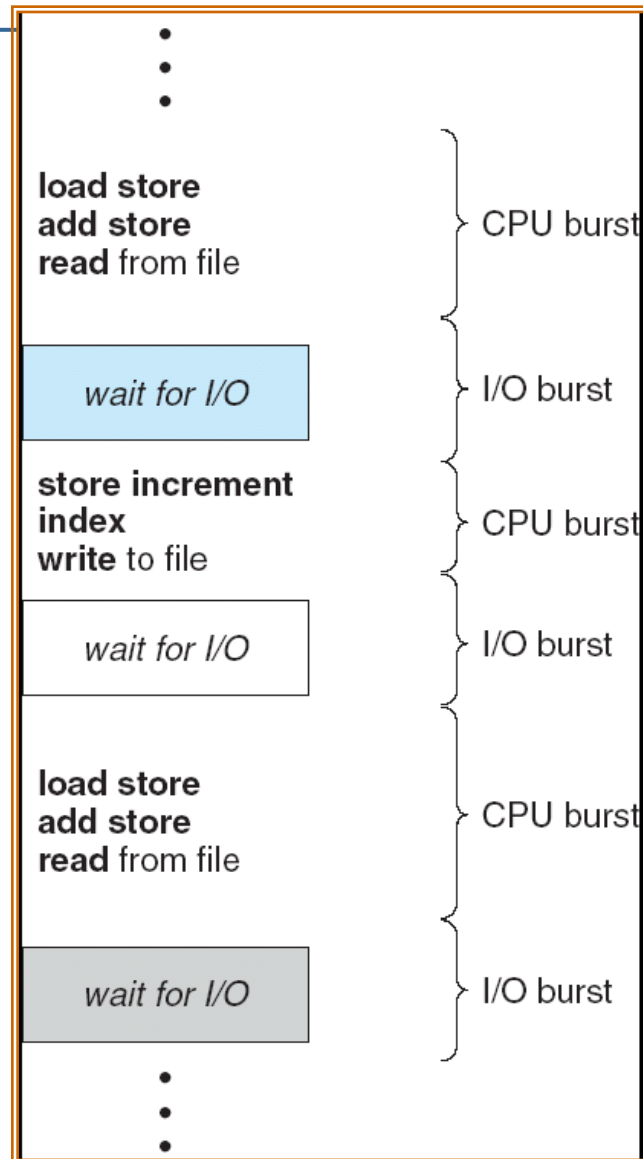 load store
add store
read from file
CPU burst
wait for I/O
I/O burst
store increment
index
write to file
CPU burst
wait for I/O
I/O burst
load store
add store
read from file
CPU burst
wait for I/O
I/O burst